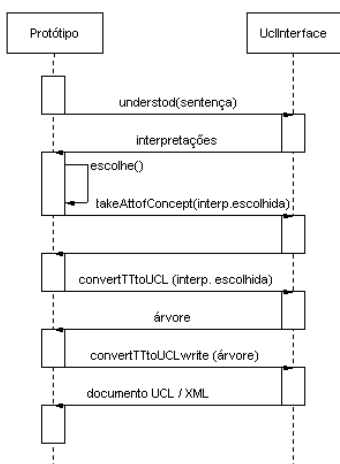 Protótipo
UclInterface
understod(sentença)
interpretações
escolhe()
takeAttofConcept(interp.escolhida)
convertTTtoUCL (interp. escolhida)
árvore
convertTTtoUCLwrite (árvore)
documento UCL / XML